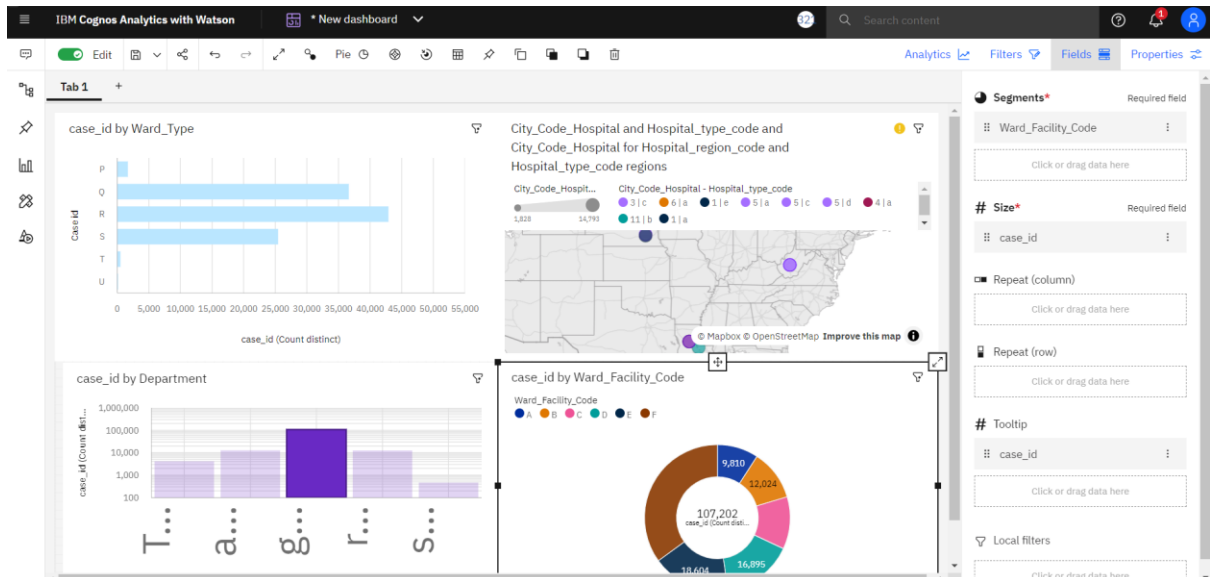 IBM Cognos Analytics with Watson
* New dashboard
Search content
1
Edit
Pie
Analytics
Filters
Fields
Properties
Tab 1
+
case_id by Ward_Type
Case id
P
Q
R
S
T
U
0 5,000 10,000 15,000 20,000 25,000 30,000 35,000 40,000 45,000 50,000 55,000
case_id (Count distinct)
City_Code_Hospital and Hospital_type_code and
City_Code_Hospital for Hospital_region_code and
Hospital_type_code regions
City_Code_Hospit...
1,828 14,793
City_Code_Hospital - Hospital_type_code
3|c 6|a 1|e 5|a 5|c 5|d 4|a
11|b 1|a
© Mapbox © OpenStreetMap Improve this map
case_id by Department
case_id (Count dist...
1,000,000
100,000
10,000
1,000
100
T... a... g... r... s...
case_id by Ward_Facility_Code
Ward_Facility_Code
A B C D E F
9,810
12,024
107,202
case_id (Count disti...
16,895
18,604
Segments* Required field
Ward_Facility_Code
Click or drag data here
# Size* Required field
case_id
Repeat (column)
Click or drag data here
Repeat (row)
Click or drag data here
# Tooltip
case_id
Click or drag data here
Local filters
Click or drag data here